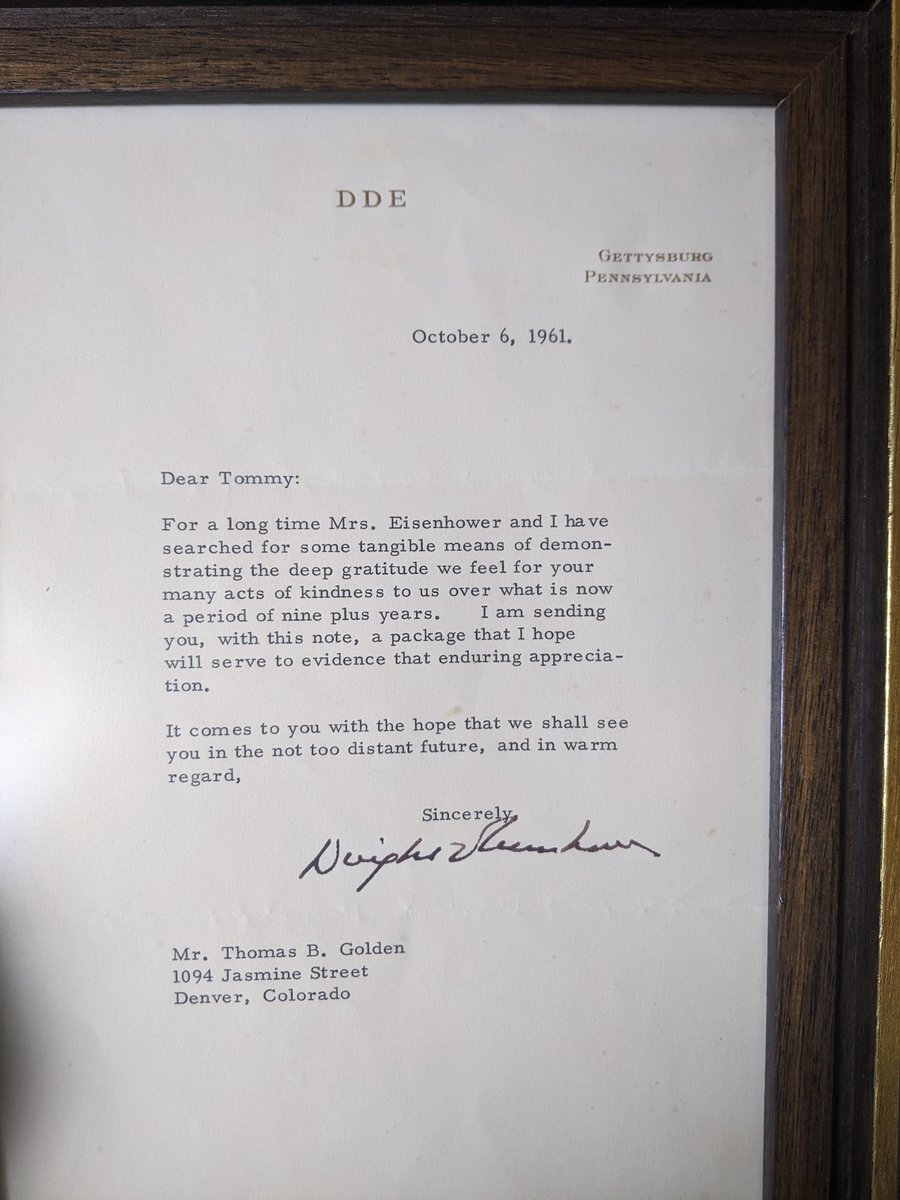 DDE
GETTYSBURG
PENNSYLVANIA
October 6, 1961.
Dear Tommy:
For a long time Mrs. Eisenhower and I have
searched for some tangible means of demon-
strating the deep gratitude we feel for your
many acts of kindness to us over what is now
a period of nine plus years. I am sending
you, with this note, a package that I hope
will serve to evidence that enduring apprecia-
tion.
It comes to you with the hope that we shall see
you in the not too distant future, and in warm
regard,
Sincerely,
Dwight Eisenhower
Mr. Thomas B. Golden
1094 Jasmine Street
Denver, Colorado